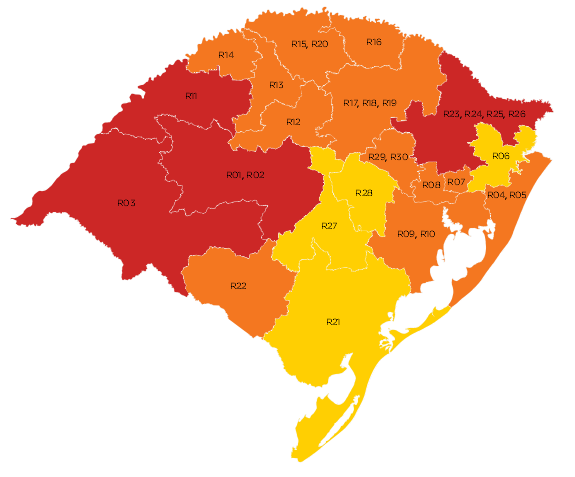 R15, R20
R16
R14
R13
R11
R17, R18, R19
R23, R24, R25, R26
R12
R29, R30
R06
R01, R02
R08
R07
R28
R04, R05
R03
R27
R09, R10
R22
R21